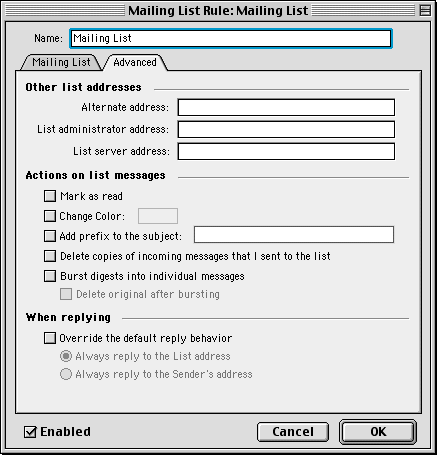 Mailing List Rule: Mailing List
Name: Mailing List
Mailing List Advanced
Other list addresses
Alternate address:
List administrator address:
List server address:
Actions on list messages
Mark as read
Change Color:
Add prefix to the subject:
Delete copies of incoming messages that I sent to the list
Burst digests into individual messages
Delete original after bursting
When replying
Override the default reply behavior
Always reply to the List address
Always reply to the Sender's address
Enabled Cancel OK